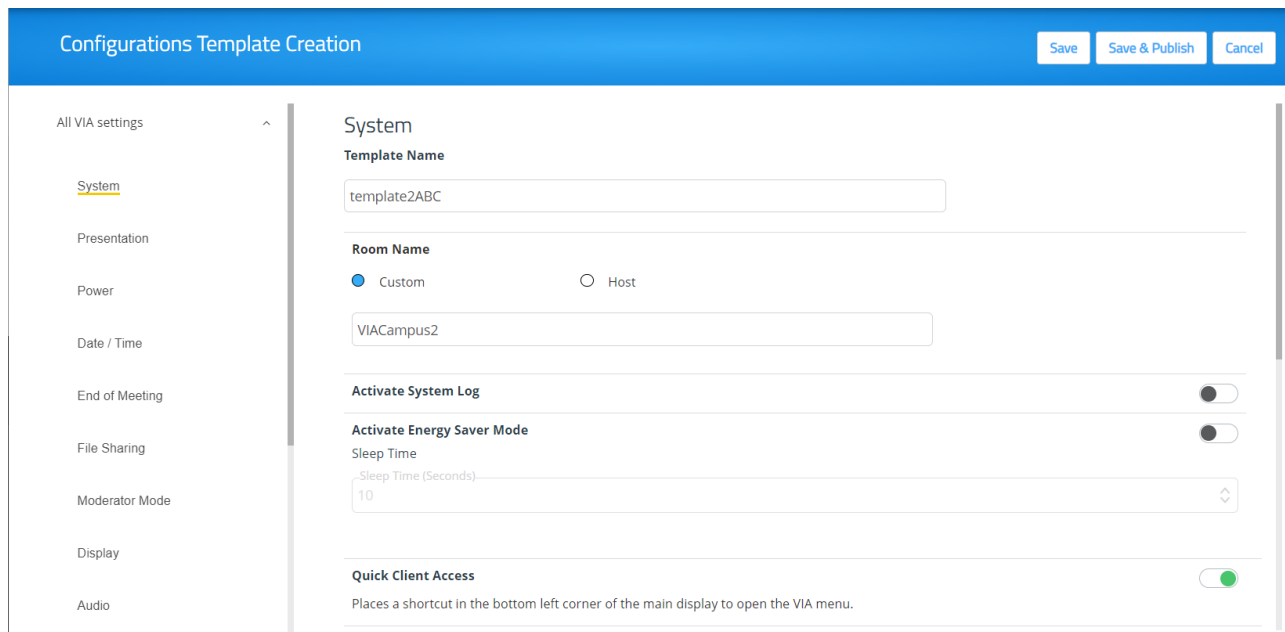 Configurations Template Creation
Save
Save & Publish
Cancel
All VIA settings
System
Presentation
Power
Date / Time
End of Meeting
File Sharing
Moderator Mode
Display
Audio
System
Template Name
template2ABC
Room Name
Custom
Host
VIACampus2
Activate System Log
Activate Energy Saver Mode
Sleep Time
Sleep Time (Seconds)
10
Quick Client Access
Places a shortcut in the bottom left corner of the main display to open the VIA menu.